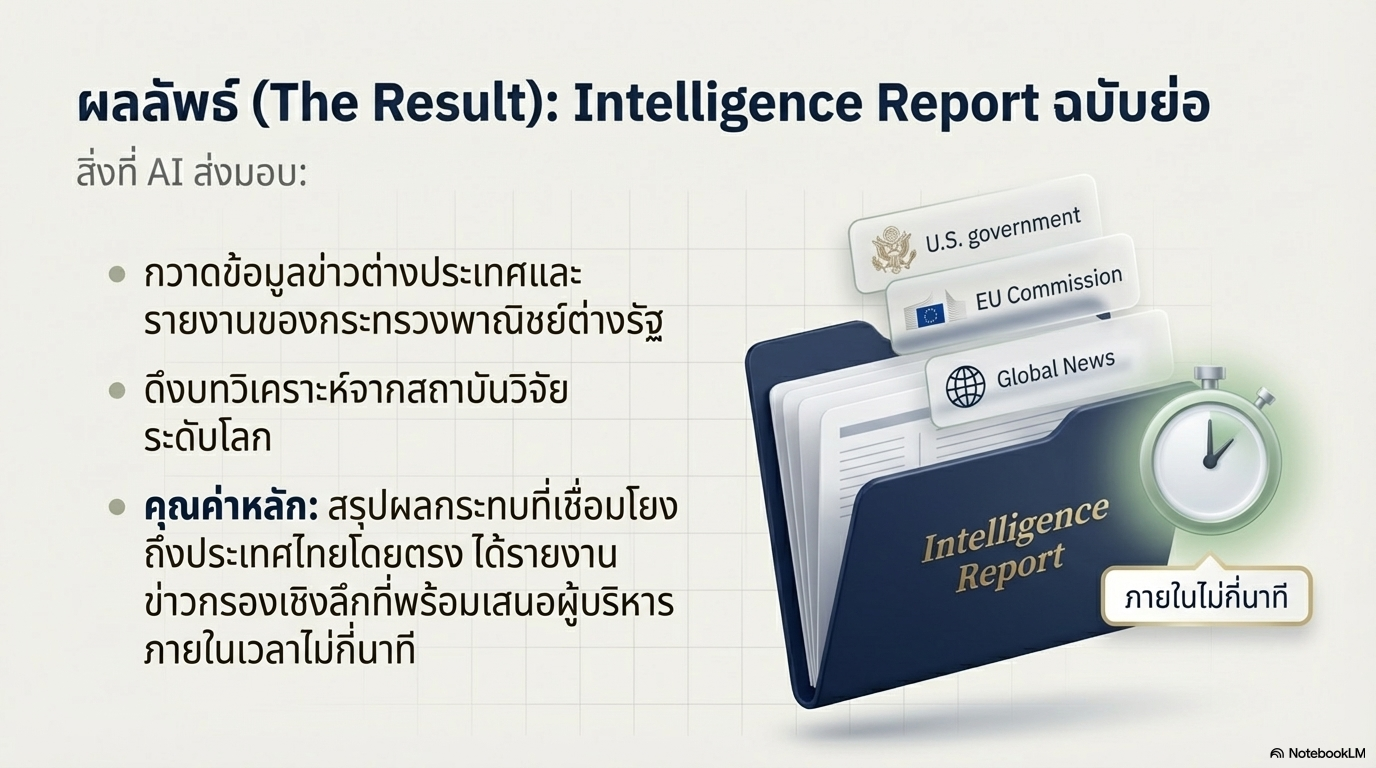 ผลลัพธ์ (The Result): Intelligence Report ฉบับย่อ
สิ่งที่ AI ส่งมอบ:
กวาดข้อมูลข่าวต่างประเทศและ
รายงานของกระทรวงพาณิชย์ต่างรัฐ
ดึงบทวิเคราะห์จากสถาบันวิจัย
ระดับโลก
คุณค่าหลัก: สรุปผลกระทบที่เชื่อมโยง
ถึงประเทศไทยโดยตรง ได้รายงาน
ข่าวกรองเชิงลึกที่พร้อมเสนอผู้บริหาร
ภายในเวลาไม่กี่นาที
U.S. government
EU Commission
Global News
Intelligence
Report
ภายในไม่กี่นาที
NotebookLM